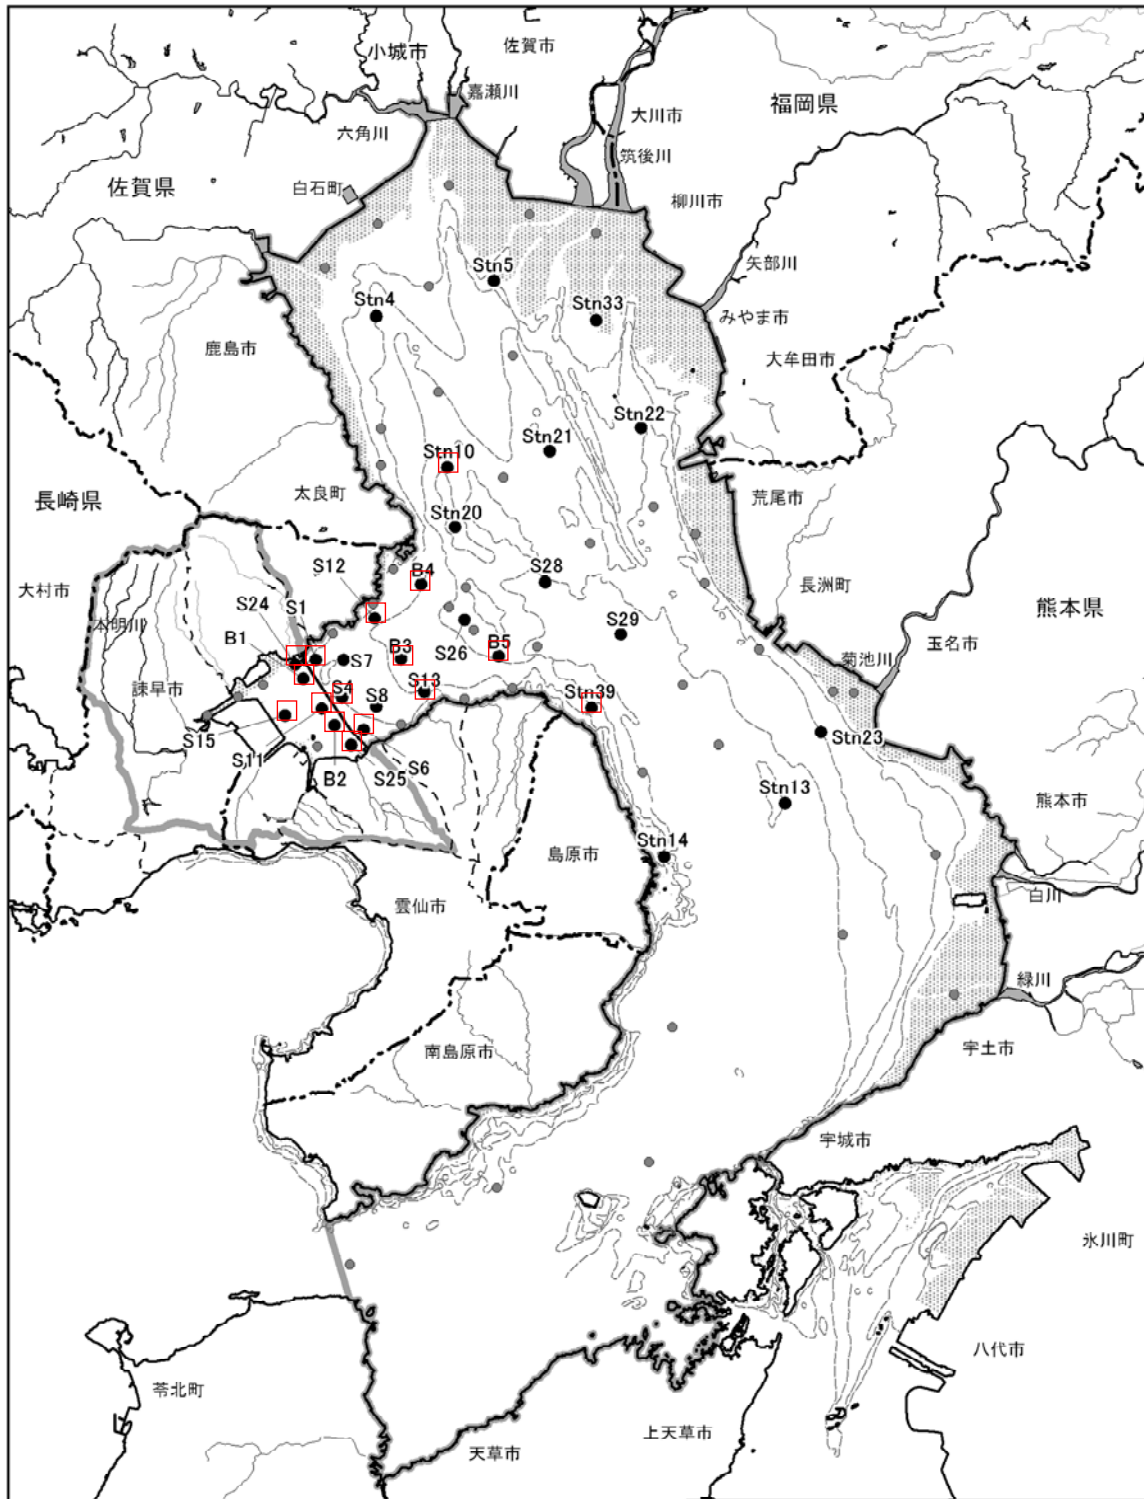 佐賀市
小城市
嘉瀬川
福岡県
大川市
六角川
筑後川
佐賀県
白石町
柳川市
矢部川
Stn5
Stn4
Stn33
みやま市
鹿島市
大牟田市
Stn22
Stn21
Stn10
太良町
長崎県
荒尾市
Stn20
S12
B4
S28
大村市
長洲町
S24
S1
熊本県
本明川
S29
B1
玉名市
B3
S26
B5
S7
菊池川
諫早市
S13
S4
S8
Stn39
S15
Stn23
S11
S6
B2
S25
Stn13
熊本市
Stn14
島原市
白川
雲仙市
緑川
宇土市
南島原市
宇城市
氷川町
八代市
苓北町
上天草市
天草市